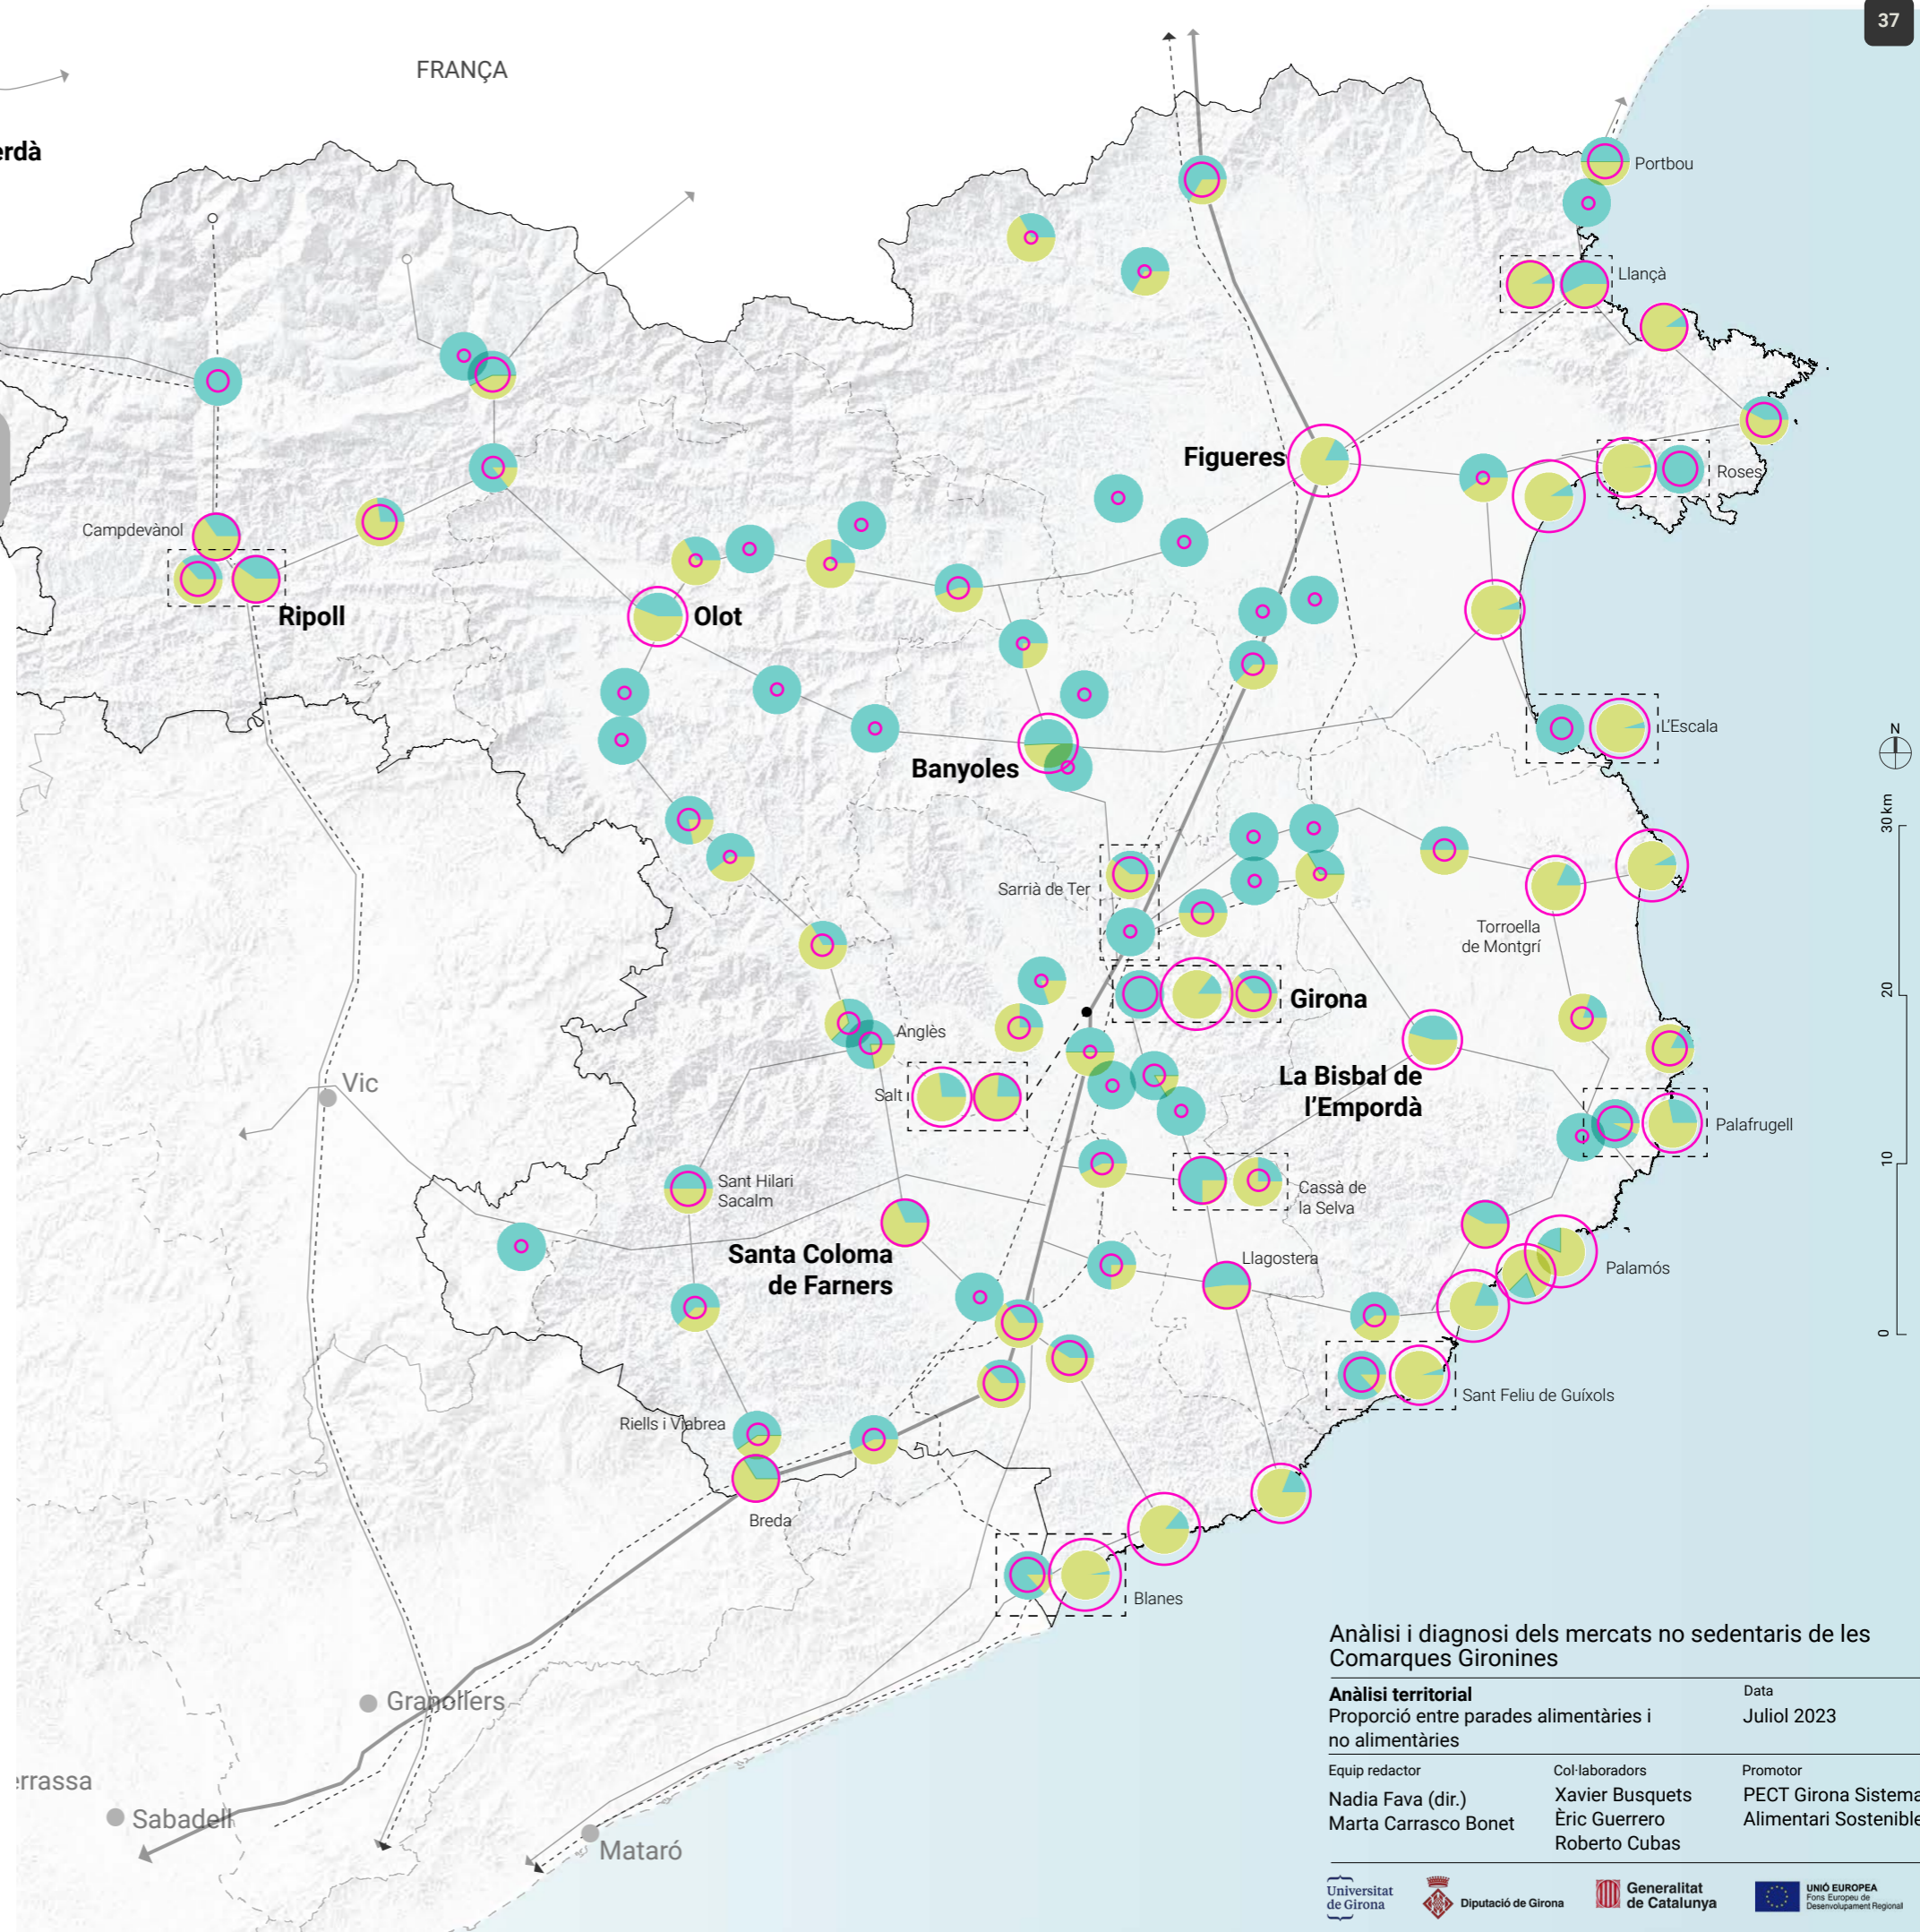 37
FRANÇA
erdà
Portbou
Llançà
Figueres
Roses
Campdevànol
Ripoll
Olot
L'Escala
N
Banyoles
30 km
Sarrià de Ter
Torroella
de Montgrí
20
Girona
Anglès
La Bisbal de
l'Empordà
Vic
Salt
Palafrugell
10
Sant Hilari
Sacalm
Cassà de
la Selva
Santa Coloma
de Farners
Llagostera
Palamós
0
Sant Feliu de Guíxols
Riells i Viabrea
Breda
Blanes
Granollers
errassa
Sabadell
Mataró
Anàlisi i diagnosi dels mercats no sedentaris de les
Comarques Gironines
Anàlisi territorial
Proporció entre parades alimentàries i
no alimentàries
Data
Juliol 2023
Equip redactor
Nadia Fava (dir.)
Marta Carrasco Bonet
Col·laboradors
Xavier Busquets
Èric Guerrero
Roberto Cubas
Promotor
PECT Girona Sistema
Alimentari Sostenible
Universitat
de Girona
Diputació de Girona
Generalitat
de Catalunya
UNIÓ EUROPEA
Fons Europeu de
Desenvolupament Regional